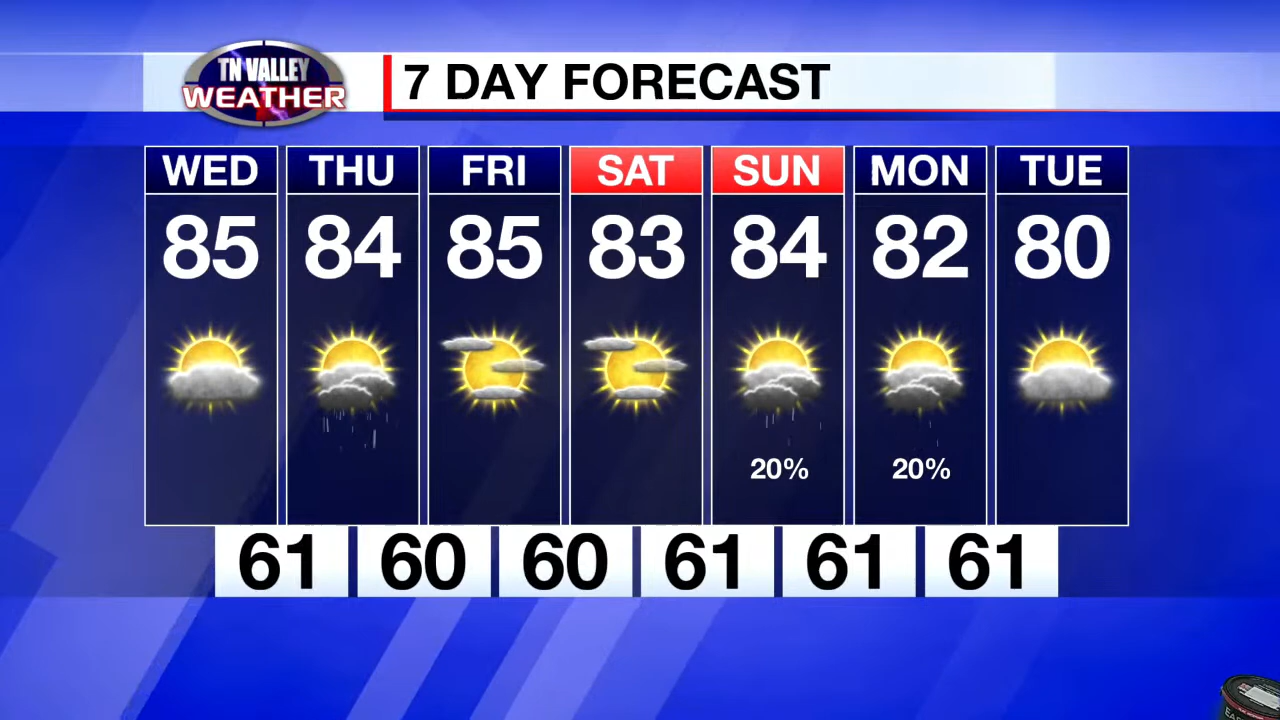 TN VALLEY
WEATHER
7 DAY FORECAST
WED THU FRI SAT SUN MON TUE
85 84 85 83 84 82 80
20% 20%
61 60 60 61 61 61